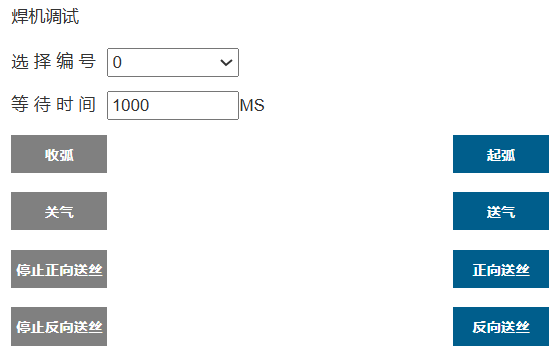 焊机调试
选择编号 0
等待时间 1000 MS
收弧 起弧
关气 送气
停止正向送丝 正向送丝
停止反向送丝 反向送丝